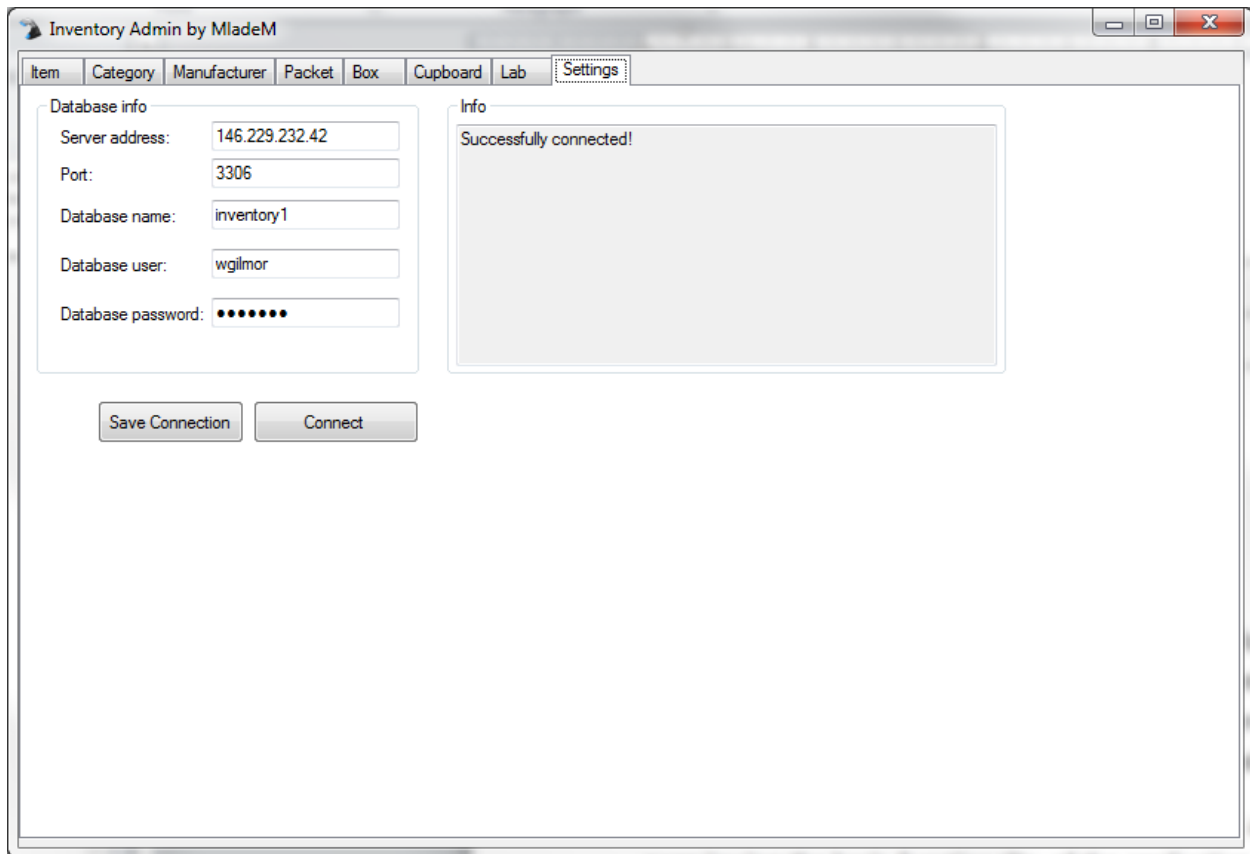 Inventory Admin by MladeM
Item Category Manufacturer Packet Box Cupboard Lab Settings
Database info
Server address: 146.229.232.42
Port: 3306
Database name: inventory1
Database user: wgilmor
Database password: •••••••
Info
Successfully connected!
Save Connection Connect